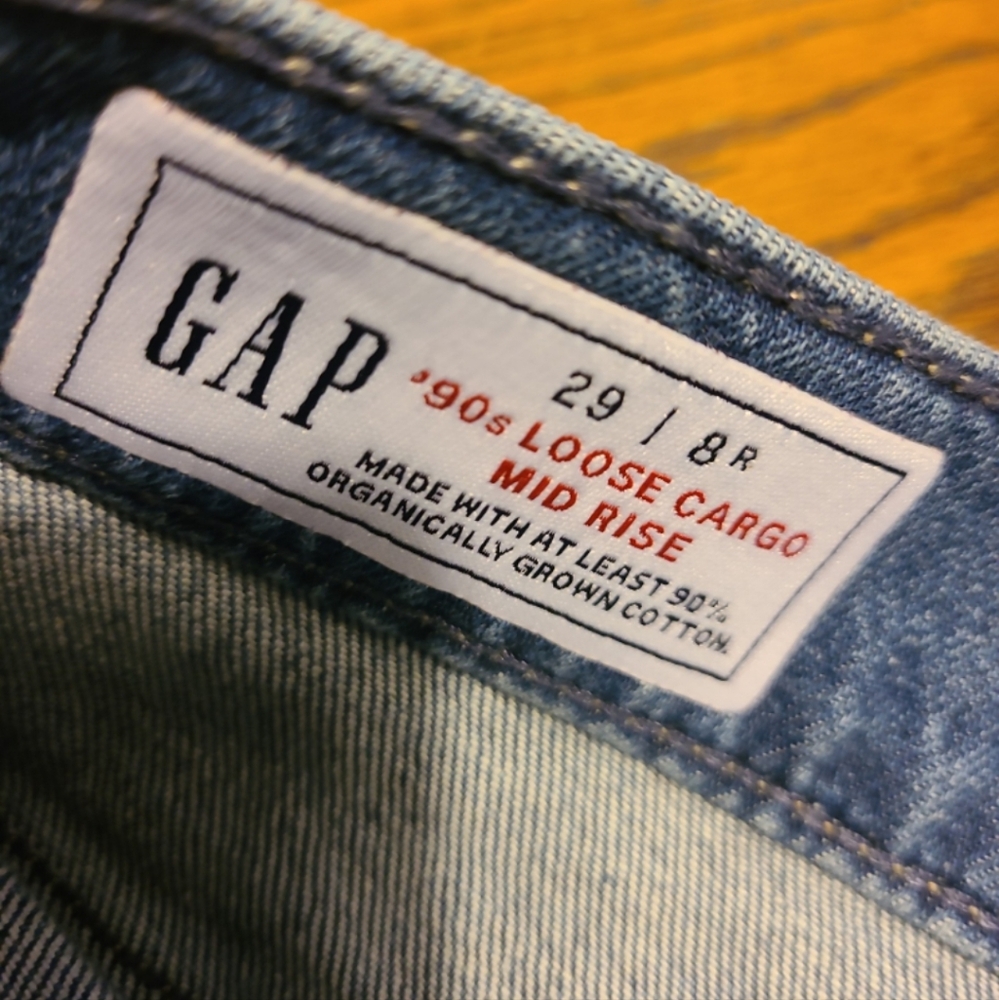 GAP
29 / 8R
'90s LOOSE CARGO
MID RISE
MADE WITH AT LEAST 90%
ORGANICALLY GROWN COTTON.